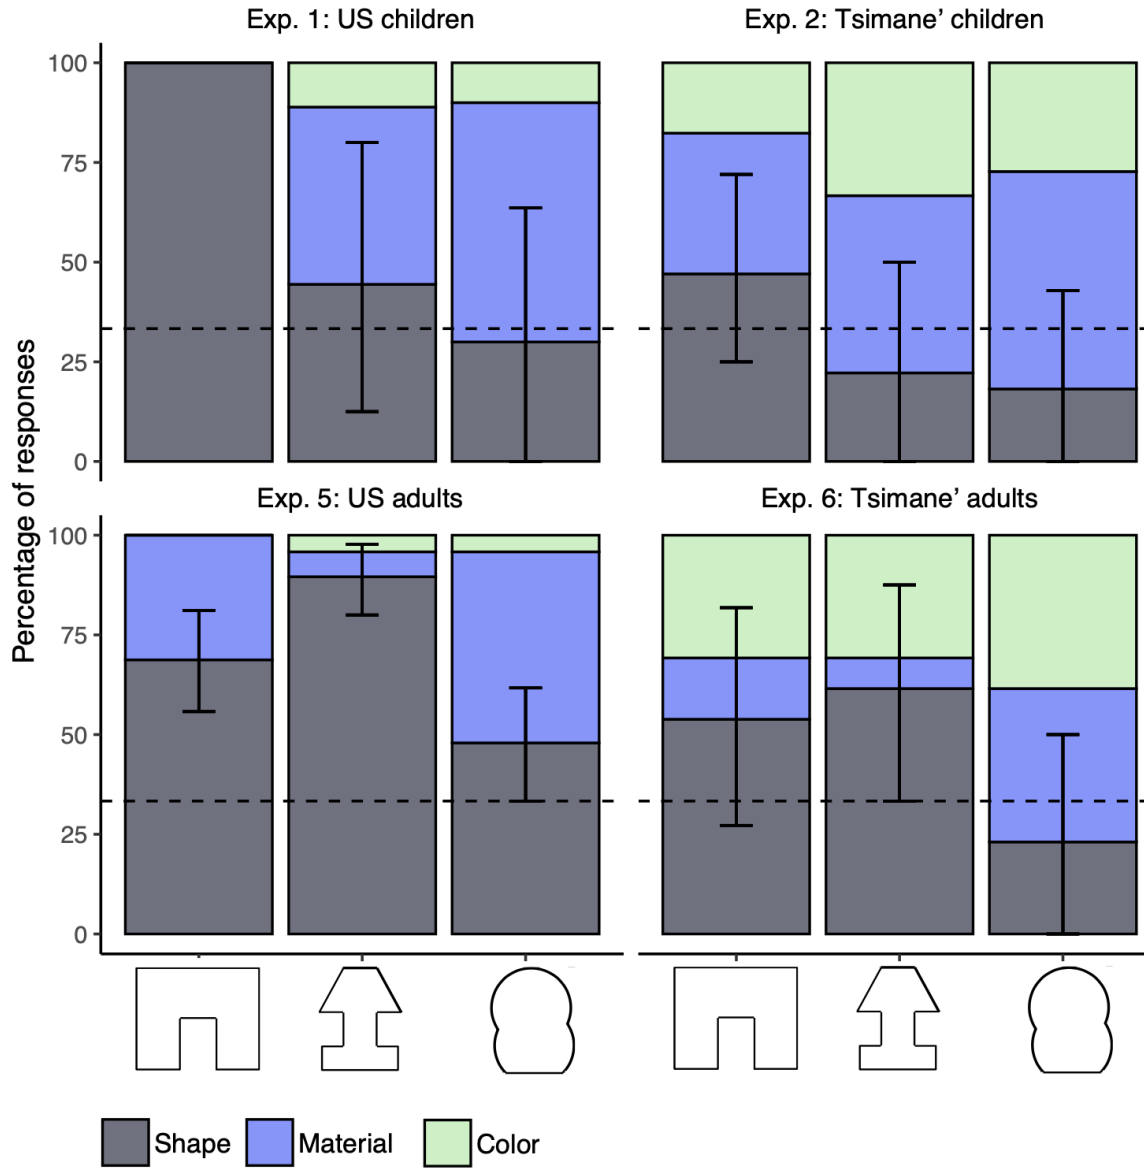 Exp. 1: US children
Exp. 2: Tsimane’ children
100
75
50
25
0
Percentage of responses
Exp. 5: US adults
Exp. 6: Tsimane’ adults
100
75
50
25
0
Shape
Material
Color